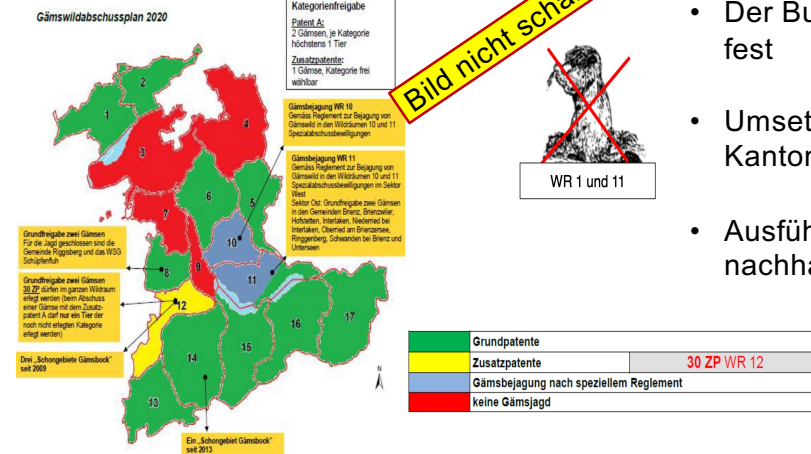 Gämswildabschussplan 2020
Kategorienfreigabe
Patent A:
2 Gämsen, je Kategorie
höchstens 1 Tier
Zusatzpatente:
1 Gämse, Kategorie frei
wählbar
Bild nicht
Der
fest
WR 1 und 11
1
2
3
4
5
6
7
8
9
10
11
12
13
14
15
16
17
Gämsbejagung WR 10
Gemäss Reglement zur Bejagung von
Gämswild in den Wildräumen 10 und 11
Spezialabschussbewilligungen
Gämsbejagung WR 11
Gemäss Reglement zur Bejagung von
Gämswild in den Wildräumen 10 und 11
Spezialabschussbewilligungen im Sektor
West
Sektor Ost: Grundfreigabe zwei Gämsen
in den Gemeinden Brienz, Brienzwiler,
Hofstetten, Interlaken, Niederried bei
Interlaken, Oberried am Brienzersee,
Ringgenberg, Schwanden bei Brienz und
Unterseen
Grundfreigabe zwei Gämsen
Für die Jagd geschlossen sind die
Gemeinde Riggisberg und das WSG
Schüpfenfluh
Grundfreigabe zwei Gämsen
30 ZP dürfen im ganzen Wildraum
erlegt werden (beim Abschuss
einer Gämse mit dem Zusatz-
patent A darf nur ein Tier der
noch nicht erlegten Kategorie
erlegt werden)
Drei „Schongebiete Gämsbock"
seit 2009
Ein „Schongebiet Gämsbock"
seit 2013
N
Grundpatente
Zusatzpatente 30 ZP WR 12
Gämsbejagung nach speziellem Reglement
keine Gämsjagd